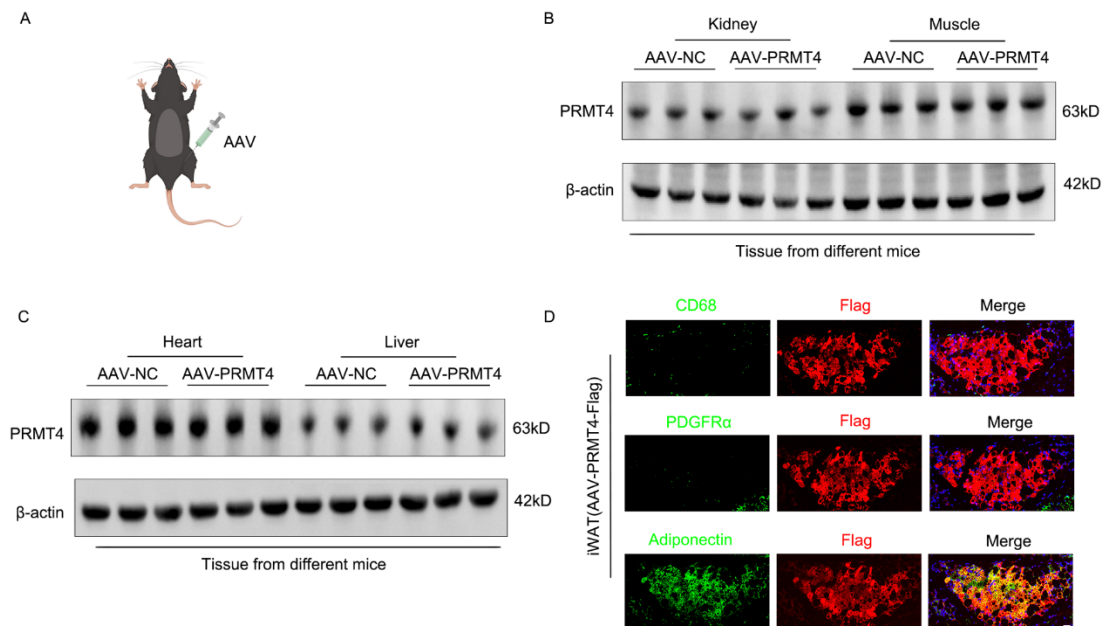 A
AAV
B
Kidney Muscle
AAV-NC AAV-PRMT4 AAV-NC AAV-PRMT4
PRMT4 63kD
β-actin 42kD
Tissue from different mice
C
Heart Liver
AAV-NC AAV-PRMT4 AAV-NC AAV-PRMT4
PRMT4 63kD
β-actin 42kD
Tissue from different mice
D
CD68 Flag Merge
PDGFRα Flag Merge
Adiponectin Flag Merge
iWAT(AAV-PRMT4-Flag)